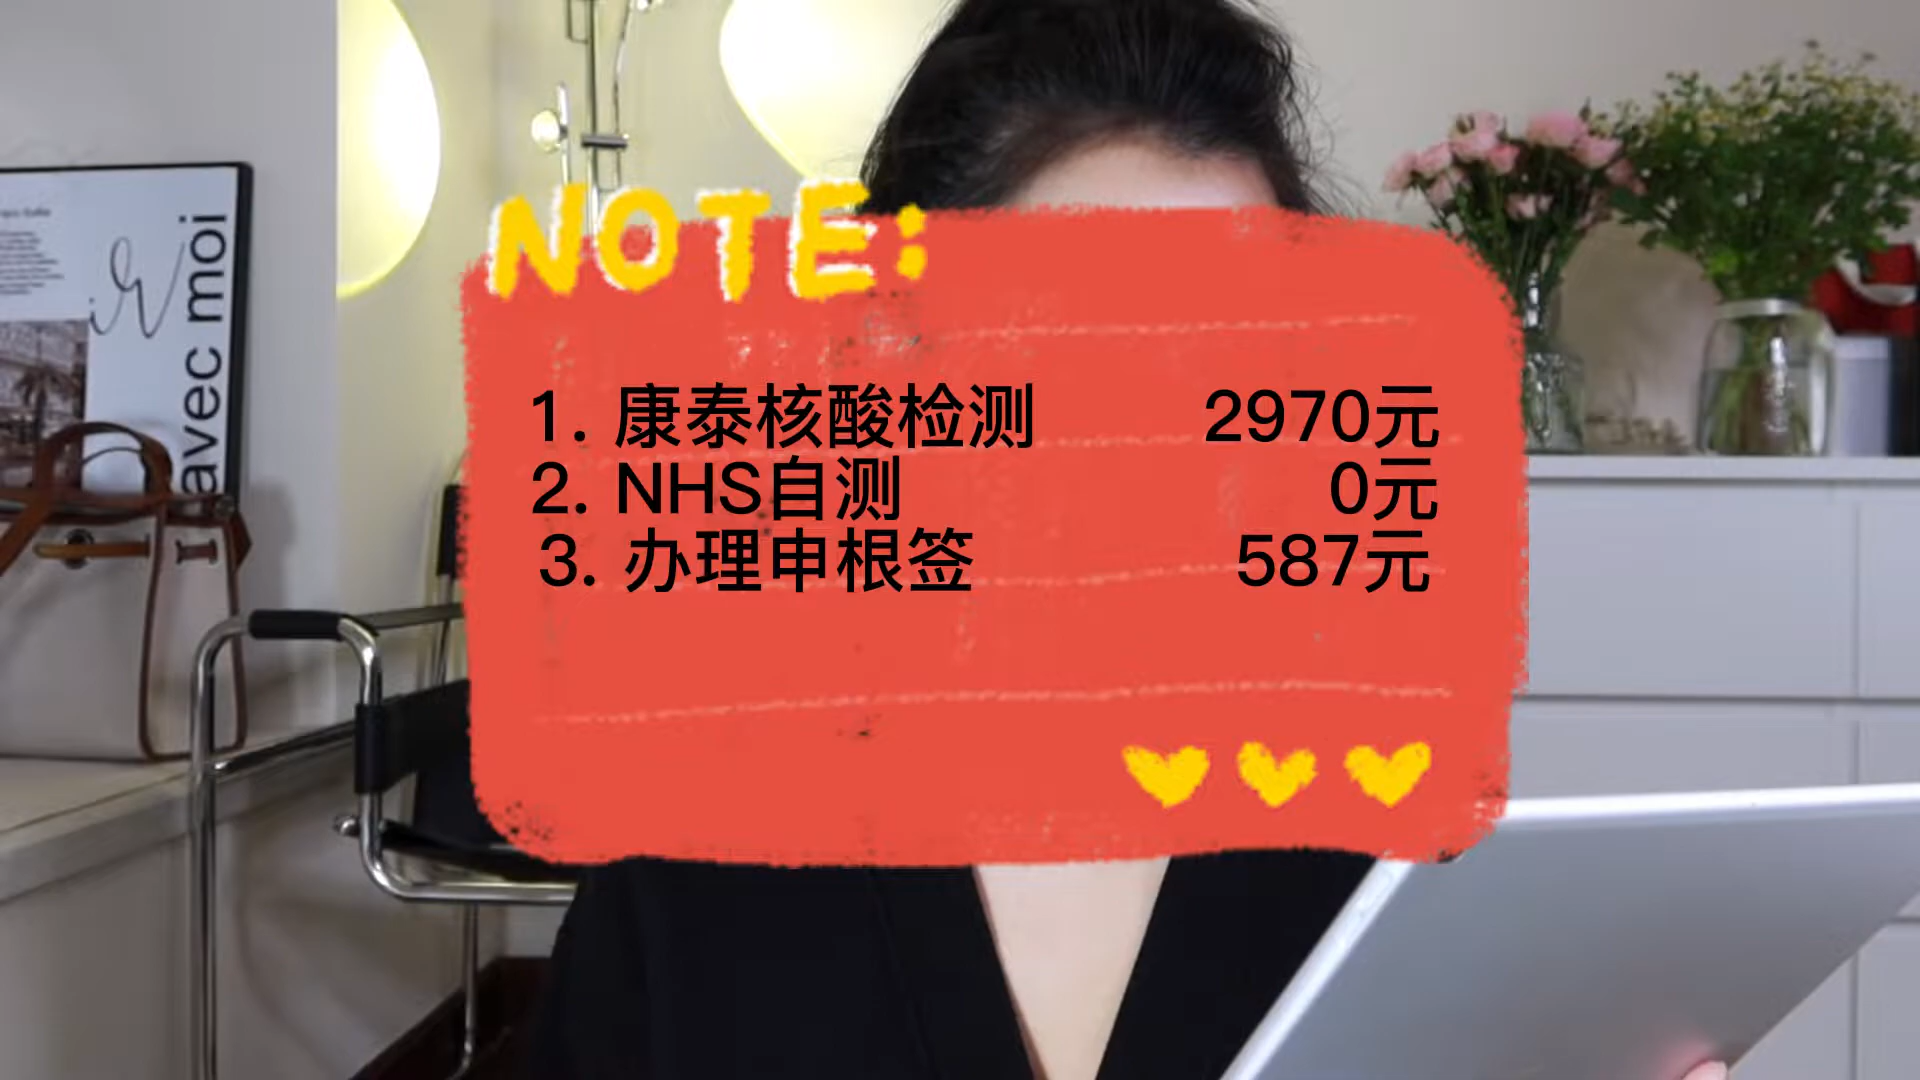 NOTE:
1. 康泰核酸检测 2970元
2. NHS自测 0元
3. 办理申根签 587元
avec moi